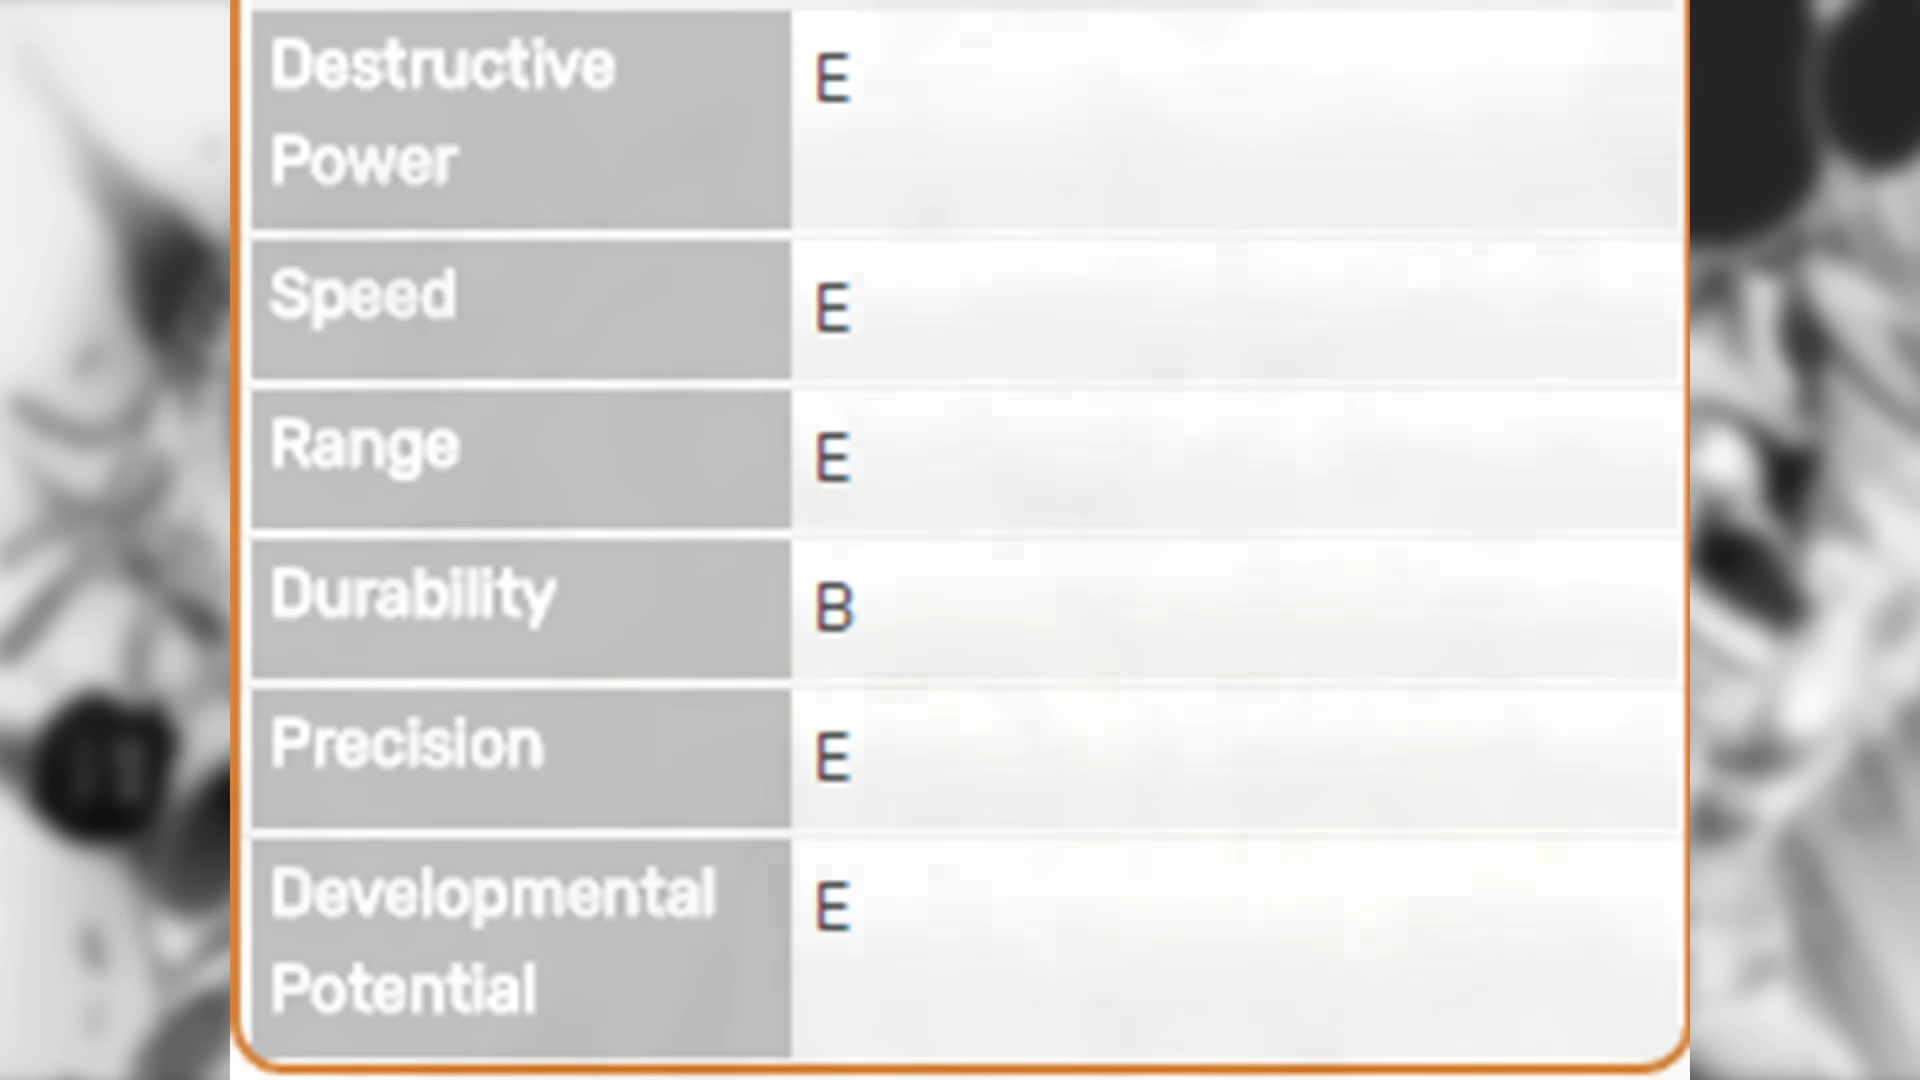 Destructive
Power
E
Speed
E
Range
E
Durability
B
Precision
E
Developmental
Potential
E